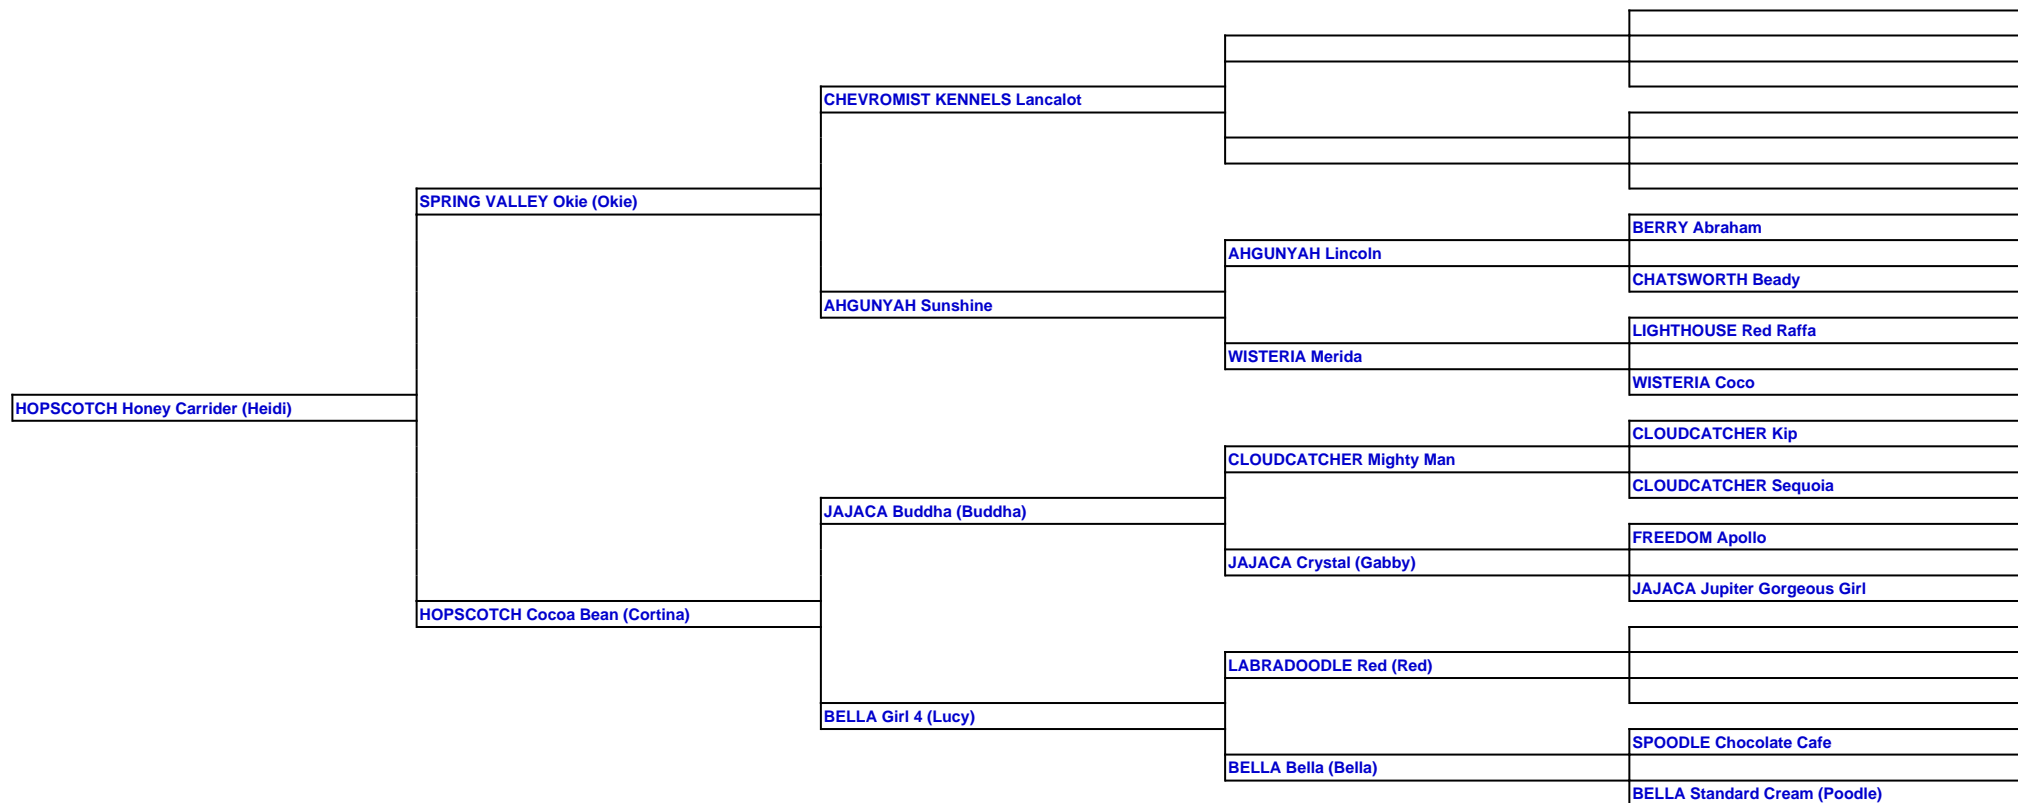 CHEVROMIST KENNELS Lancalot
SPRING VALLEY Okie (Okie)
BERRY Abraham
AHGUNYAH Lincoln
CHATSWORTH Beady
AHGUNYAH Sunshine
LIGHTHOUSE Red Raffa
WISTERIA Merida
WISTERIA Coco
HOPSCOTCH Honey Carrider (Heidi)
CLOUDCATCHER Kip
CLOUDCATCHER Mighty Man
CLOUDCATCHER Sequoia
JAJACA Buddha (Buddha)
FREEDOM Apollo
JAJACA Crystal (Gabby)
JAJACA Jupiter Gorgeous Girl
HOPSCOTCH Cocoa Bean (Cortina)
LABRADOODLE Red (Red)
BELLA Girl 4 (Lucy)
SPOODLE Chocolate Cafe
BELLA Bella (Bella)
BELLA Standard Cream (Poodle)